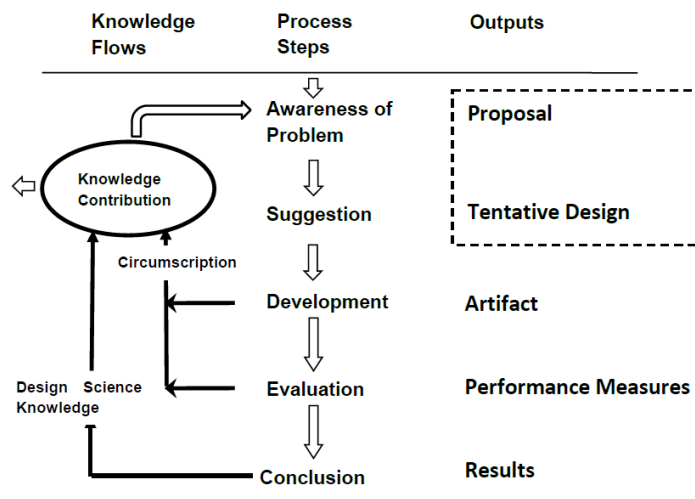 Knowledge
Flows
Process
Steps
Outputs
Awareness of
Problem
Proposal
Knowledge
Contribution
Suggestion
Tentative Design
Circumscription
Development
Artifact
Design Science
Knowledge
Evaluation
Performance Measures
Conclusion
Results